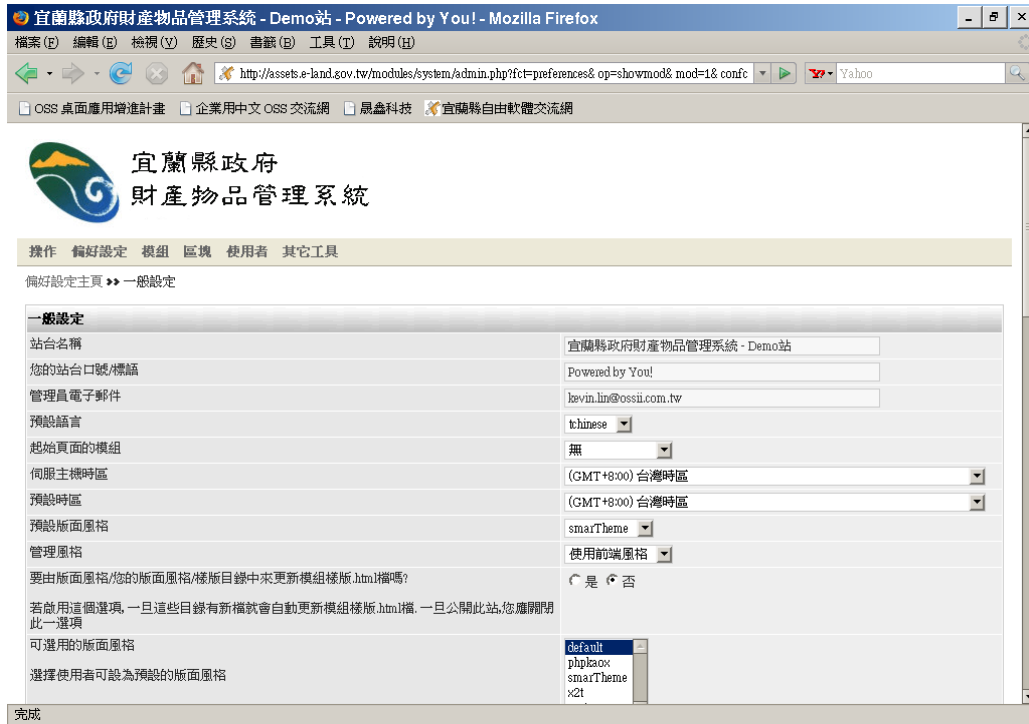 宜蘭縣政府財產物品管理系統 - Demo站 - Powered by You! - Mozilla Firefox
檔案(F) 編輯(E) 檢視(V) 歷史(S) 書籤(B) 工具(T) 說明(H)
http://assets.e-land.gov.tw/modules/system/admin.php?fct=preferences&op=showmod&mod=1&confc Yahoo
OSS 桌面應用增進計畫 企業用中文 OSS 交流網 晟鑫科技 宜蘭縣自由軟體交流網
宜蘭縣政府
財產物品管理系統
操作 偏好設定 模組 區塊 使用者 其它工具
偏好設定主頁 »» 一般設定
一般設定
站台名稱 宜蘭縣政府財產物品管理系統 - Demo站
您的站台口號/標語 Powered by You!
管理員電子郵件 kevin.lin@ossii.com.tw
預設語言 tchinese
起始頁面的模組 無
伺服主機時區 (GMT+8:00) 台灣時區
預設時區 (GMT+8:00) 台灣時區
預設版面風格 smarTheme
管理風格 使用前端風格
要由版面風格/您的版面風格/樣版目錄中來更新模組樣版.html檔嗎? 是 否
若啟用這個選項,一旦這些目錄有新檔就會自動更新模組樣版.html檔. 一旦公開此站,您應關閉
此一選項
可選用的版面風格 default
phpkaox
選擇使用者可設為預設的版面風格 smarTheme
x2t
完成